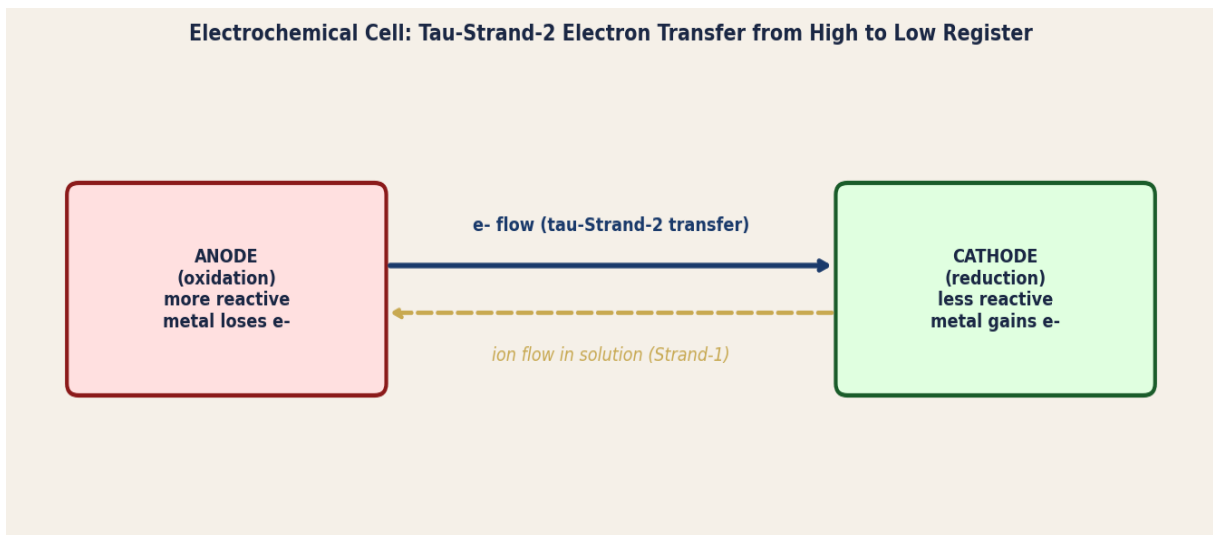 Electrochemical Cell: Tau-Strand-2 Electron Transfer from High to Low Register
ANODE
(oxidation)
more reactive
metal loses e-
e- flow (tau-Strand-2 transfer)
ion flow in solution (Strand-1)
CATHODE
(reduction)
less reactive
metal gains e-